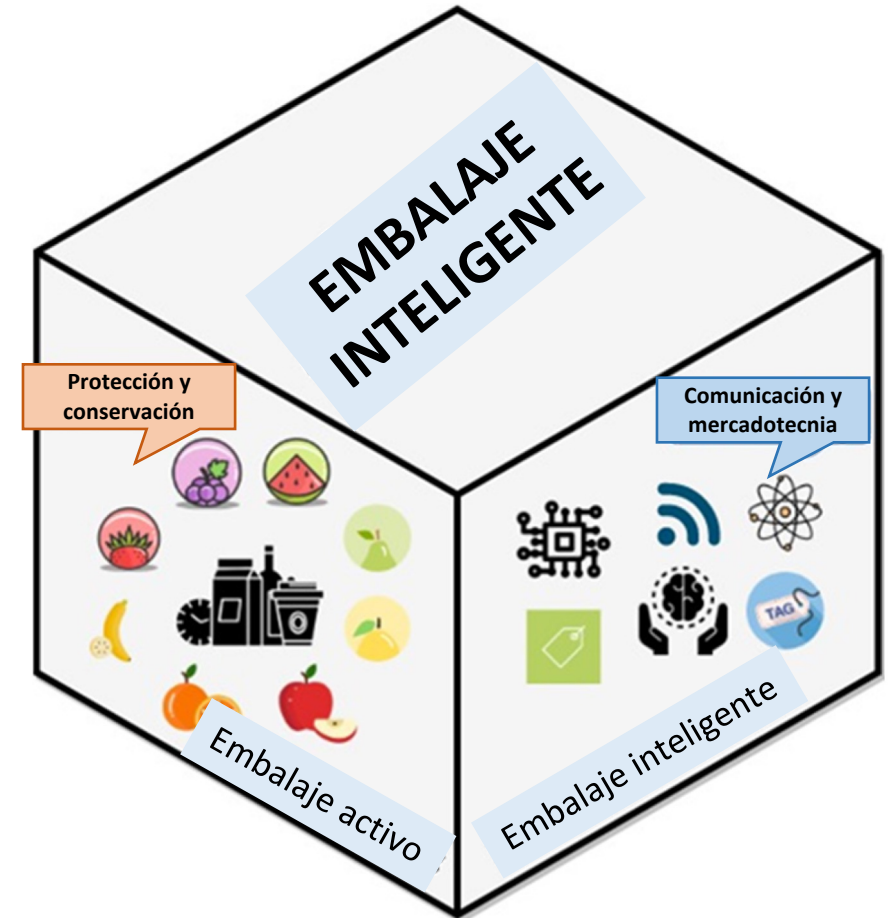 EMBALAJE
INTELIGENTE
Protección y
conservación
Comunicación y
mercadotecnia
TAG
Embalaje activo
Embalaje inteligente